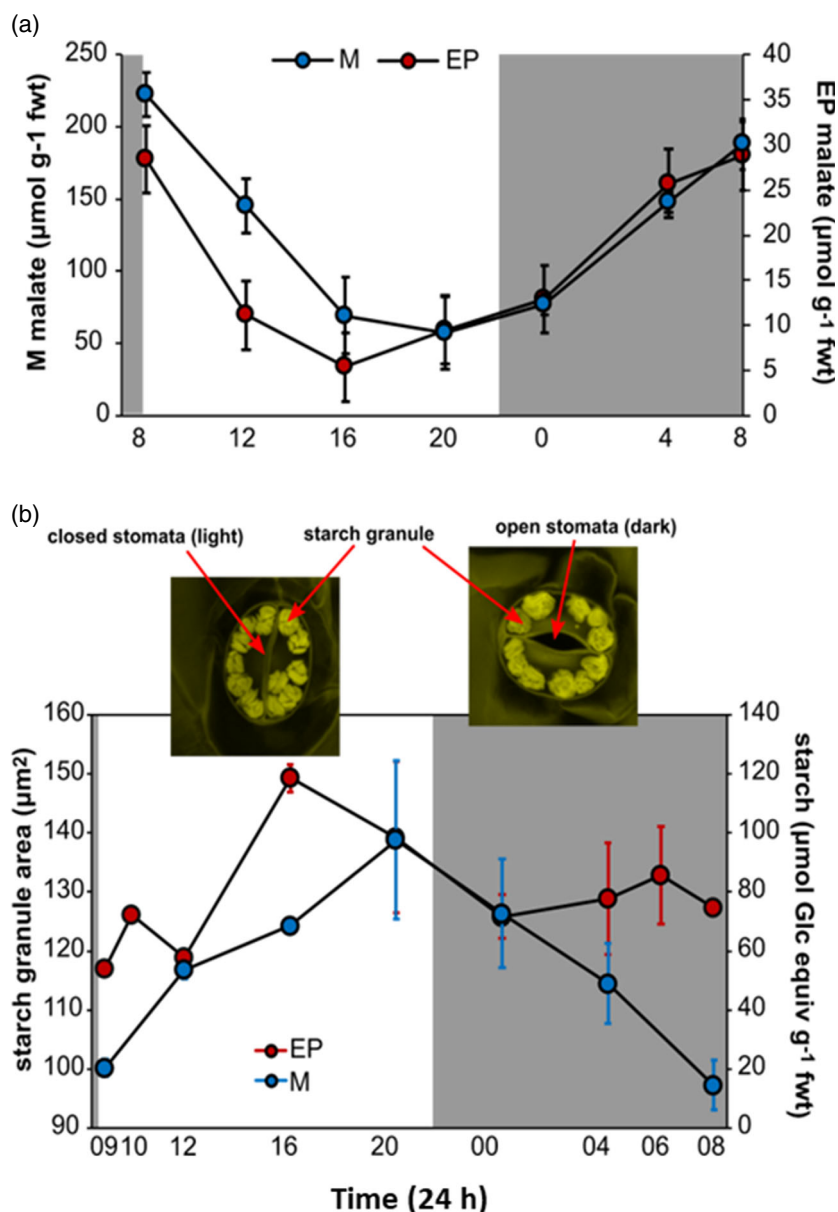 (a)
M EP
250
200
150
100
50
0
M malate (µmol g-1 fwt)
40
35
30
25
20
15
10
5
0
EP malate (µmol g-1 fwt)
8 12 16 20 0 4 8
(b)
closed stomata (light) starch granule open stomata (dark)
160
150
140
130
120
110
100
90
starch granule area (µm2)
140
120
100
80
60
40
20
0
starch (µmol Glc equiv g-1 fwt)
EP
M
09 10 12 16 20 00 04 06 08
Time (24 h)